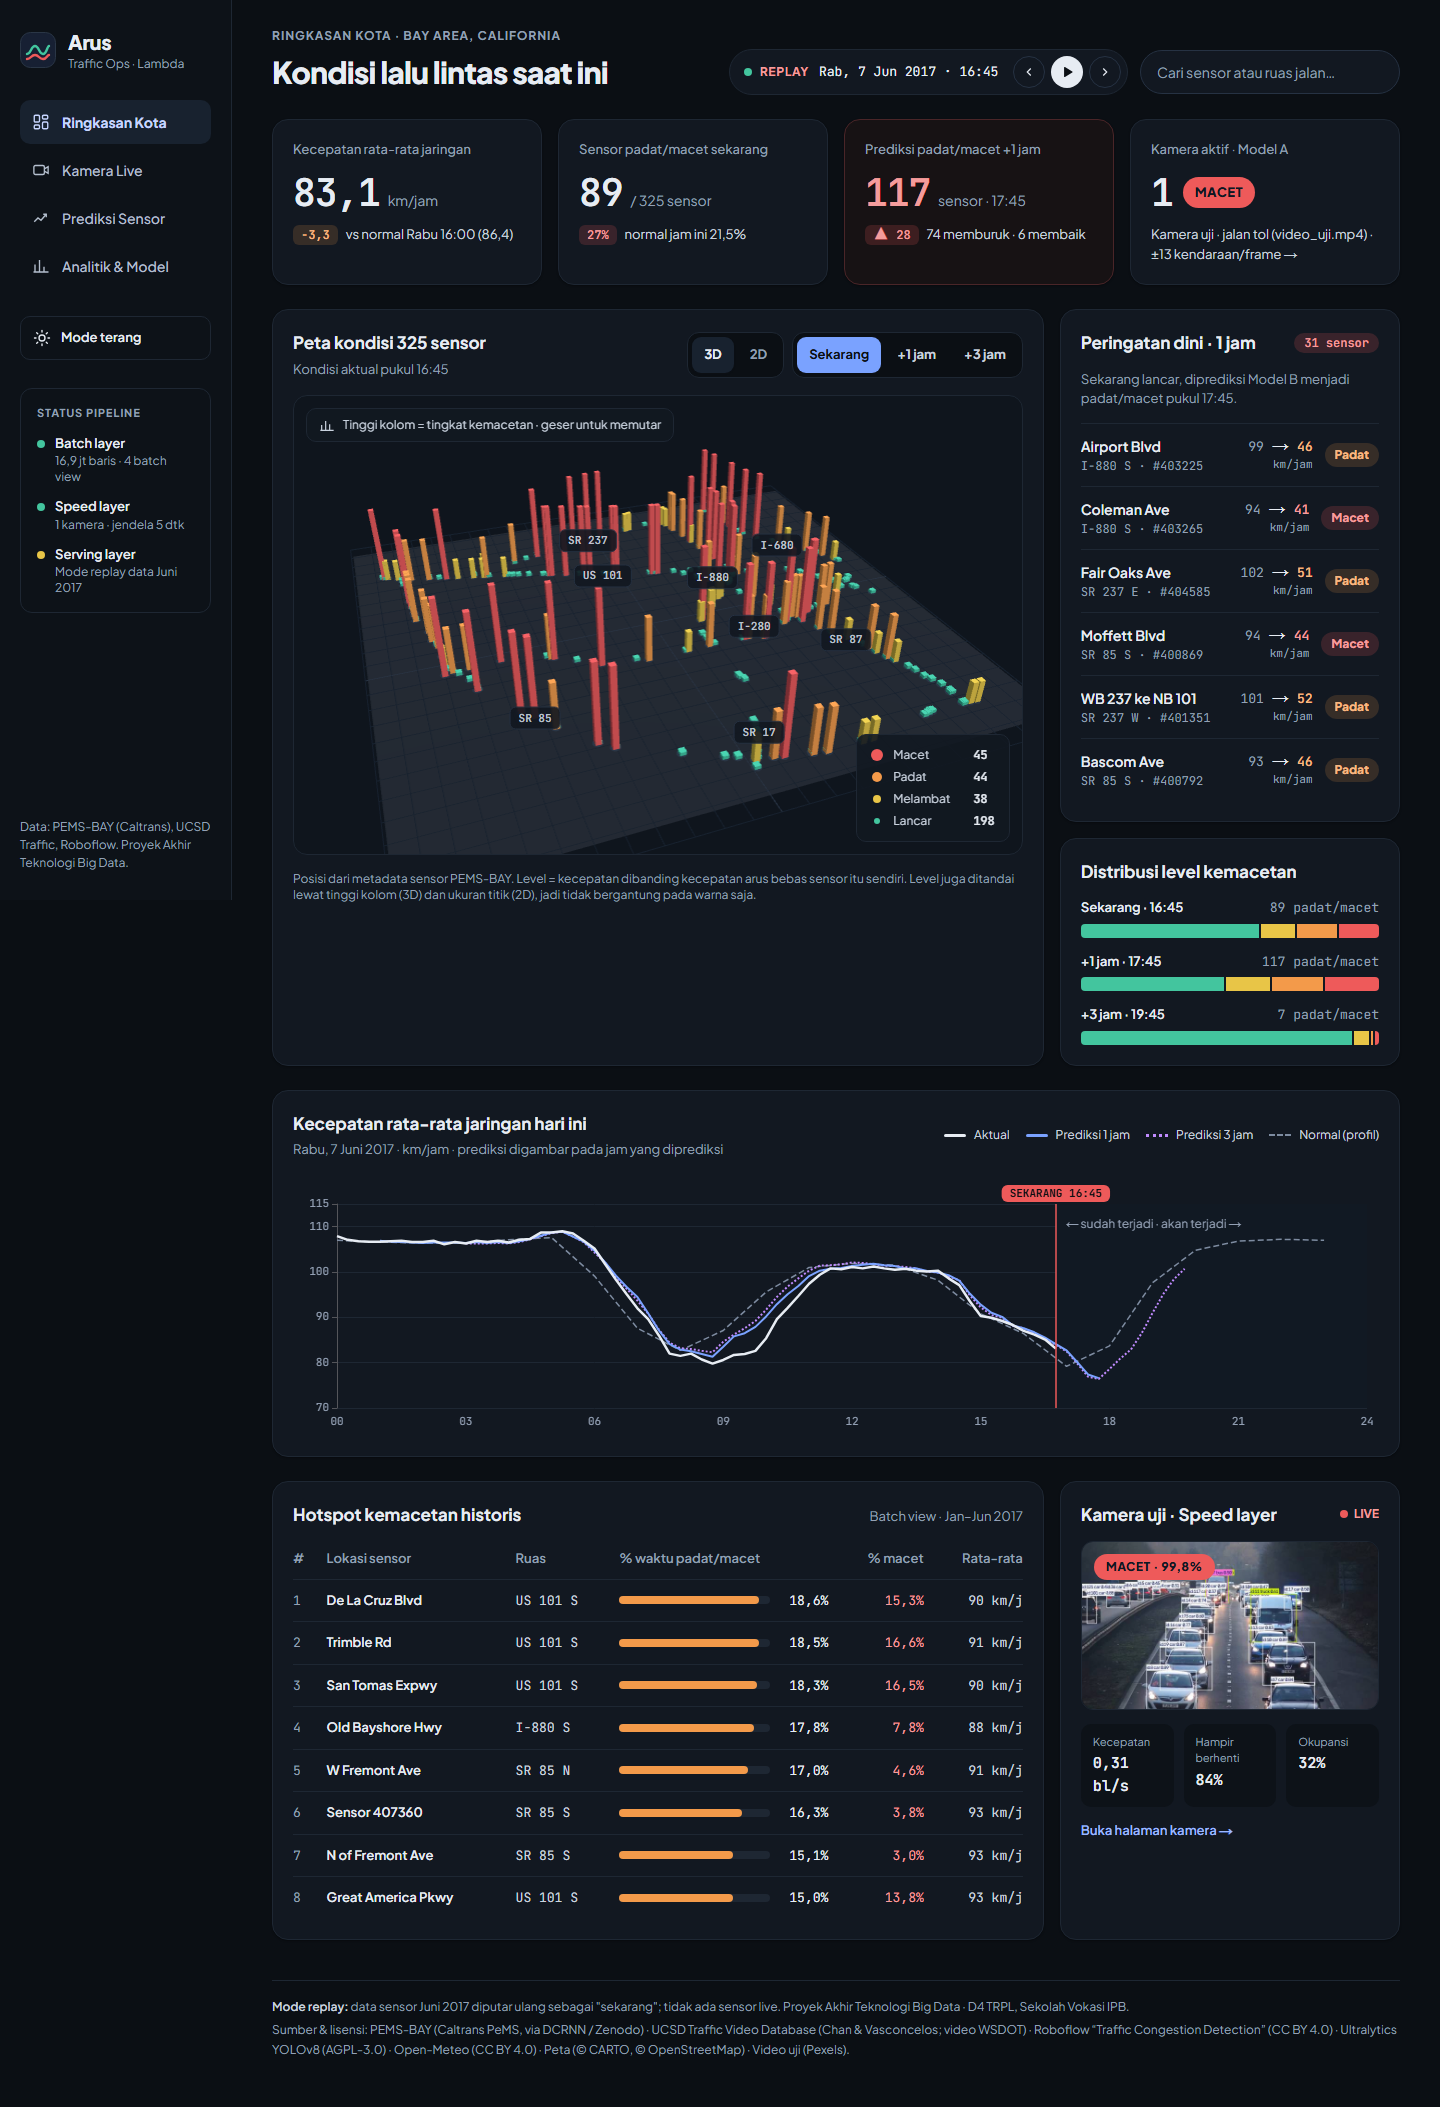 Arus
Traffic Ops · Lambda
Ringkasan Kota
Kamera Live
Prediksi Sensor
Analitik & Model
Mode terang
STATUS PIPELINE
Batch layer
16,9 jt baris · 4 batch
view
Speed layer
1 kamera · jendela 5 dtk
Serving layer
Mode replay data Juni
2017
Data: PEMS-BAY (Caltrans), UCSD
Traffic, Roboflow. Proyek Akhir
Teknologi Big Data.
RINGKASAN KOTA · BAY AREA, CALIFORNIA
Kondisi lalu lintas saat ini
REPLAY Rab, 7 Jun 2017 · 16:45
Cari sensor atau ruas jalan…
Kecepatan rata-rata jaringan
83,1 km/jam
-3,3 vs normal Rabu 16:00 (86,4)
Sensor padat/macet sekarang
89 / 325 sensor
27% normal jam ini 21,5%
Prediksi padat/macet +1 jam
117 sensor · 17:45
▲ 28 74 memburuk · 6 membaik
Kamera aktif · Model A
1 MACET
Kamera uji · jalan tol (video_uji.mp4) ·
±13 kendaraan/frame →
Peta kondisi 325 sensor
Kondisi aktual pukul 16:45
3D 2D
Sekarang +1 jam +3 jam
Tinggi kolom = tingkat kemacetan · geser untuk memutar
SR 237
I-680
US 101
I-880
I-280
SR 87
SR 85
SR 17
Macet 45
Padat 44
Melambat 38
Lancar 198
Posisi dari metadata sensor PEMS-BAY. Level = kecepatan dibanding kecepatan arus bebas sensor itu sendiri. Level juga ditandai
lewat tinggi kolom (3D) dan ukuran titik (2D), jadi tidak bergantung pada warna saja.
Peringatan dini · 1 jam
31 sensor
Sekarang lancar, diprediksi Model B menjadi
padat/macet pukul 17:45.
Airport Blvd 99 → 46 Padat
I-880 S · #403225 km/jam
Coleman Ave 94 → 41 Macet
I-880 S · #403265 km/jam
Fair Oaks Ave 102 → 51 Padat
SR 237 E · #404585 km/jam
Moffett Blvd 94 → 44 Macet
SR 85 S · #400869 km/jam
WB 237 ke NB 101 101 → 52 Padat
SR 237 W · #401351 km/jam
Bascom Ave 93 → 46 Padat
SR 85 S · #400792 km/jam
Distribusi level kemacetan
Sekarang · 16:45 89 padat/macet
+1 jam · 17:45 117 padat/macet
+3 jam · 19:45 7 padat/macet
Kecepatan rata-rata jaringan hari ini
Rabu, 7 Juni 2017 · km/jam · prediksi digambar pada jam yang diprediksi
Aktual Prediksi 1 jam Prediksi 3 jam Normal (profil)
SEKARANG 16:45
← sudah terjadi · akan terjadi →
115
110
100
90
80
70
00 03 06 09 12 15 18 21 24
Hotspot kemacetan historis
Batch view · Jan–Jun 2017
# Lokasi sensor Ruas % waktu padat/macet % macet Rata-rata
1 De La Cruz Blvd US 101 S 18,6% 15,3% 90 km/j
2 Trimble Rd US 101 S 18,5% 16,6% 91 km/j
3 San Tomas Expwy US 101 S 18,3% 16,5% 90 km/j
4 Old Bayshore Hwy I-880 S 17,8% 7,8% 88 km/j
5 W Fremont Ave SR 85 N 17,0% 4,6% 91 km/j
6 Sensor 407360 SR 85 S 16,3% 3,8% 93 km/j
7 N of Fremont Ave SR 85 S 15,1% 3,0% 93 km/j
8 Great America Pkwy US 101 S 15,0% 13,8% 93 km/j
Kamera uji · Speed layer
LIVE
MACET · 99,8%
Kecepatan
0,31
bl/s
Hampir
berhenti
84%
Okupansi
32%
Buka halaman kamera →
Mode replay: data sensor Juni 2017 diputar ulang sebagai "sekarang"; tidak ada sensor live. Proyek Akhir Teknologi Big Data · D4 TRPL, Sekolah Vokasi IPB.
Sumber & lisensi: PEMS-BAY (Caltrans PeMS, via DCRNN / Zenodo) · UCSD Traffic Video Database (Chan & Vasconcelos; video WSDOT) · Roboflow "Traffic Congestion Detection" (CC BY 4.0) · Ultralytics
YOLOv8 (AGPL-3.0) · Open-Meteo (CC BY 4.0) · Peta (© CARTO, © OpenStreetMap) · Video uji (Pexels).